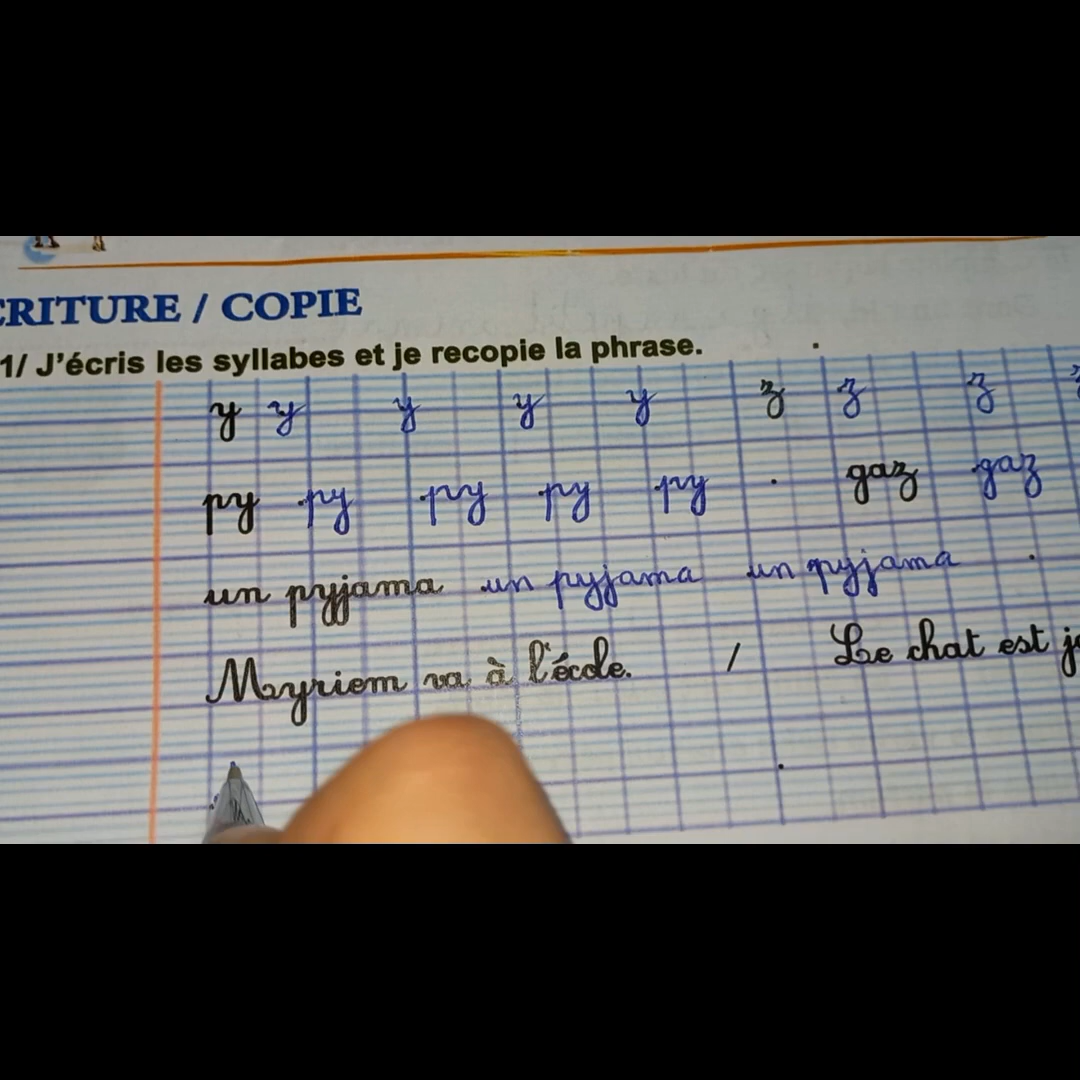 CRITURE / COPIE
1/ J'écris les syllabes et je recopie la phrase.
y y y y y z z z
py py py py py . gaz gaz
un pyjama un pyjama un pyjama .
Myriem va à l'école. / Le chat est